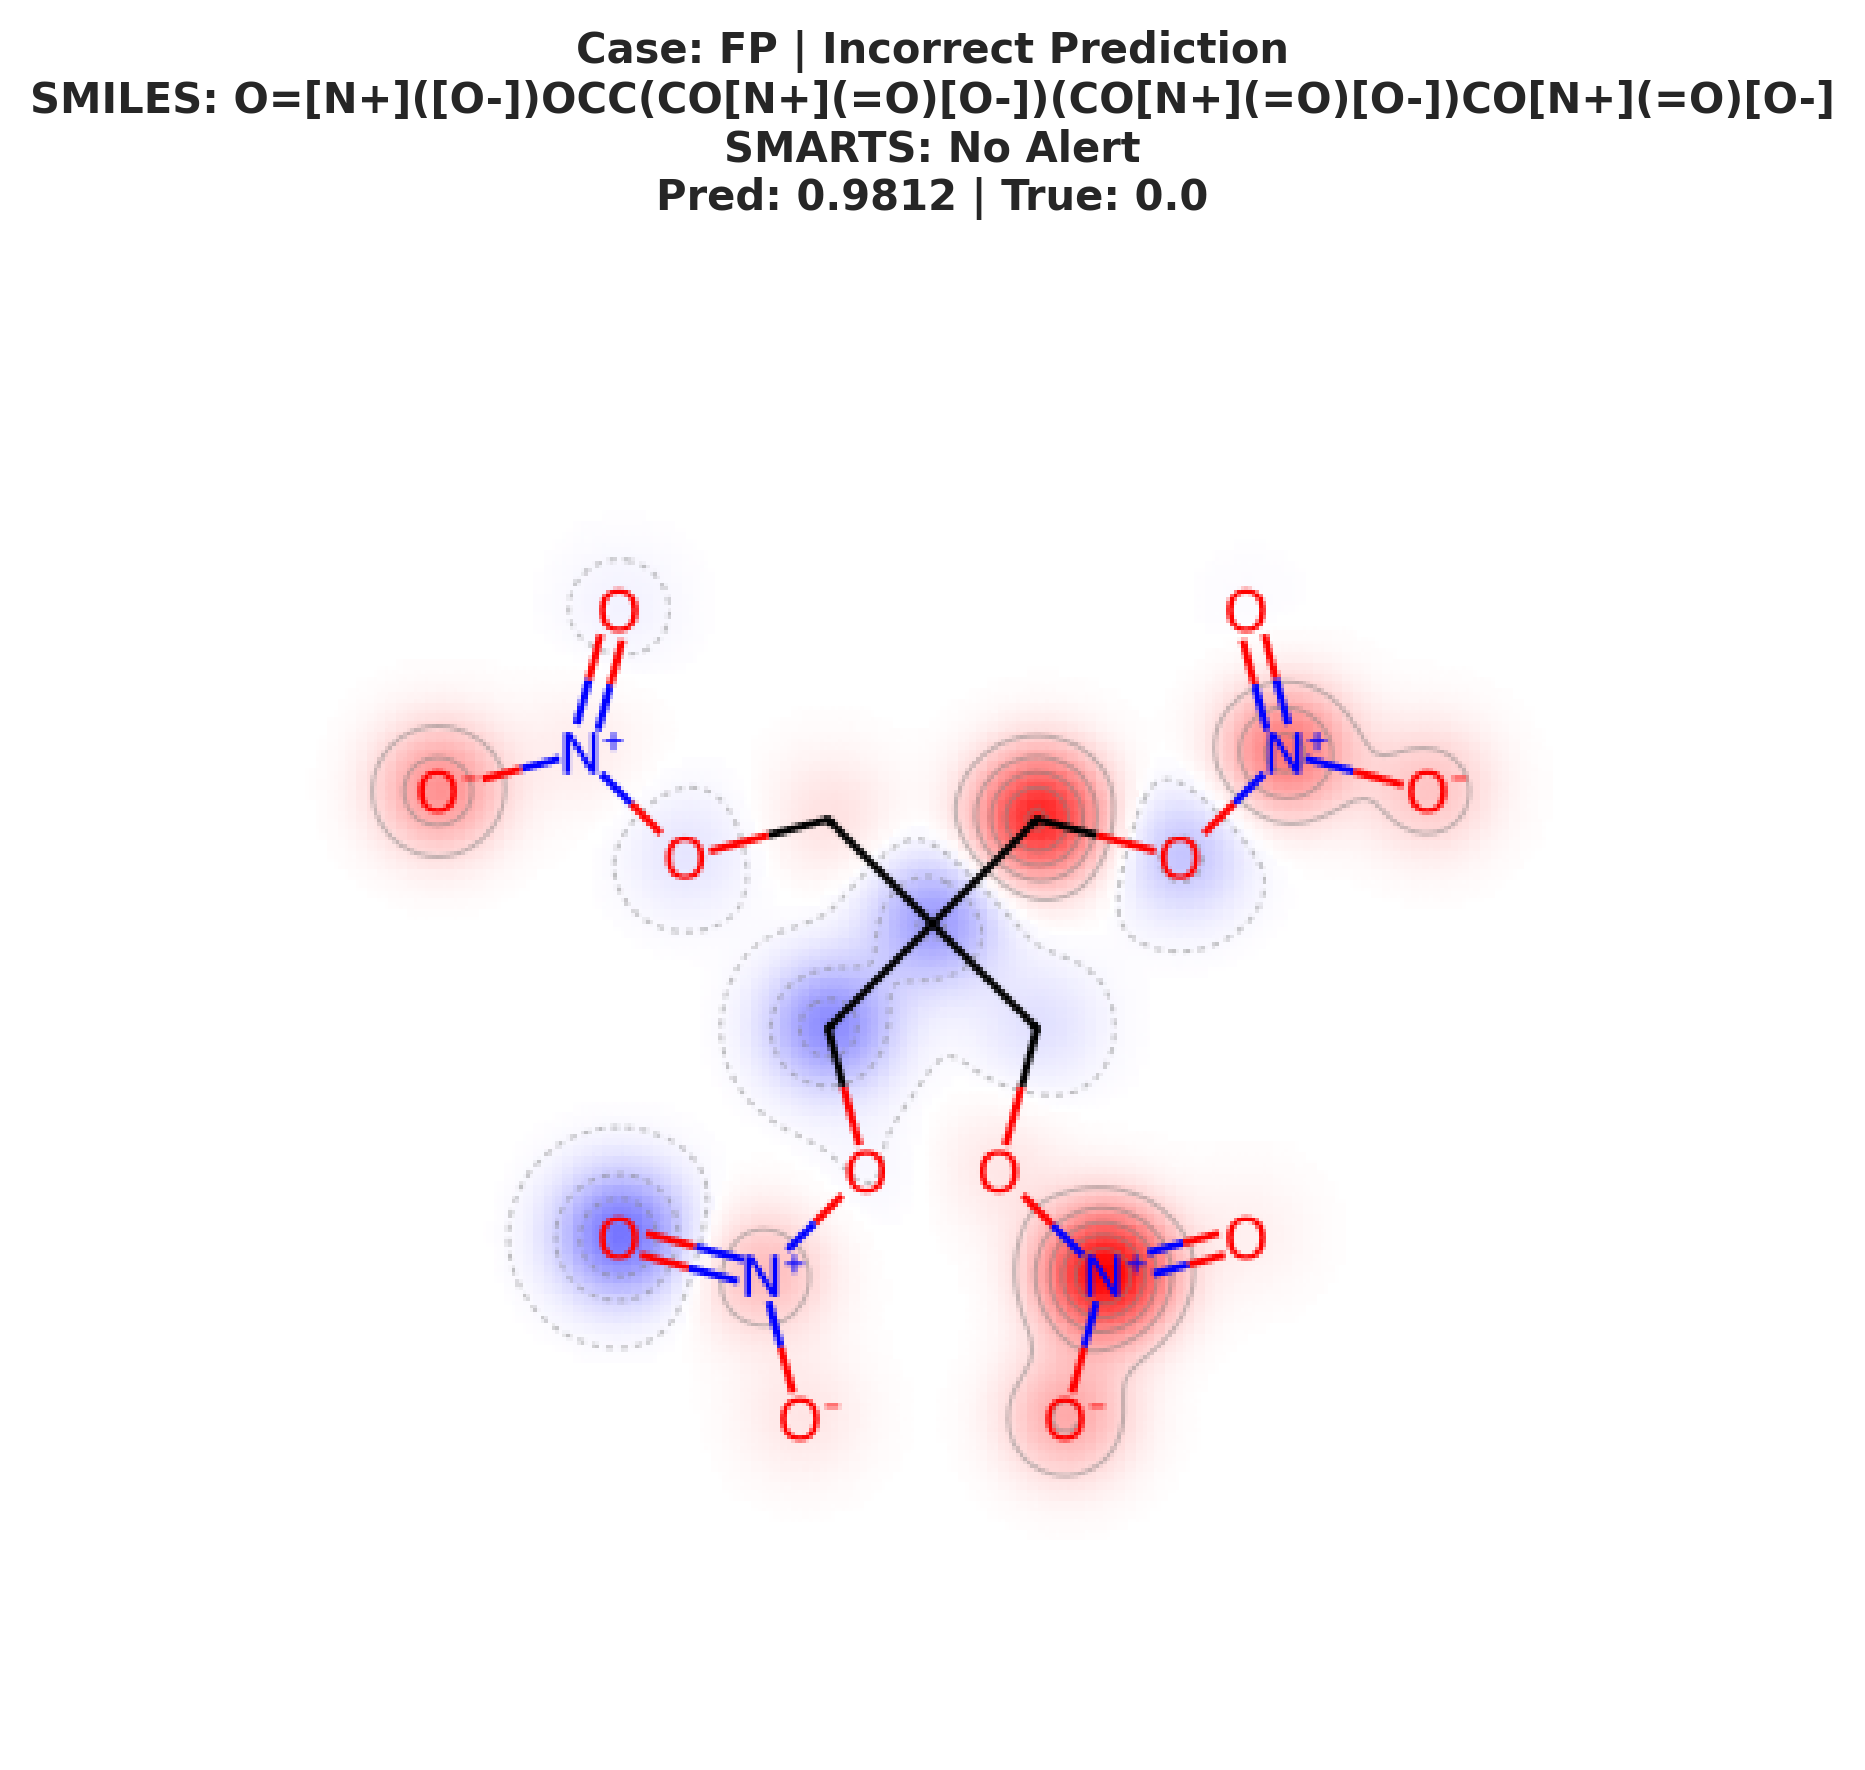 Case: FP | Incorrect Prediction
SMILES: O=[N+]([O-])OCC(CO[N+](=O)[O-])(CO[N+](=O)[O-])CO[N+](=O)[O-]
SMARTS: No Alert
Pred: 0.9812 | True: 0.0
O O
O⁻ N⁺ N⁺ O⁻
O O
O O
O N⁺ N⁺ O
O⁻ O⁻